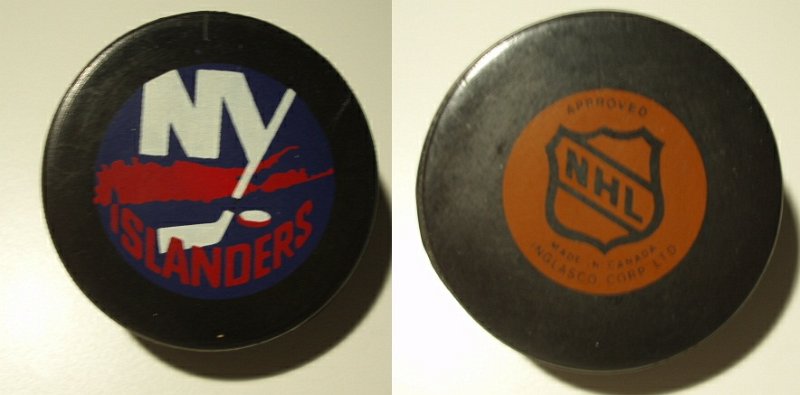 NY
ISLANDERS
APPROVED
NHL
MADE IN CANADA
INGLASCO CORP. LTD